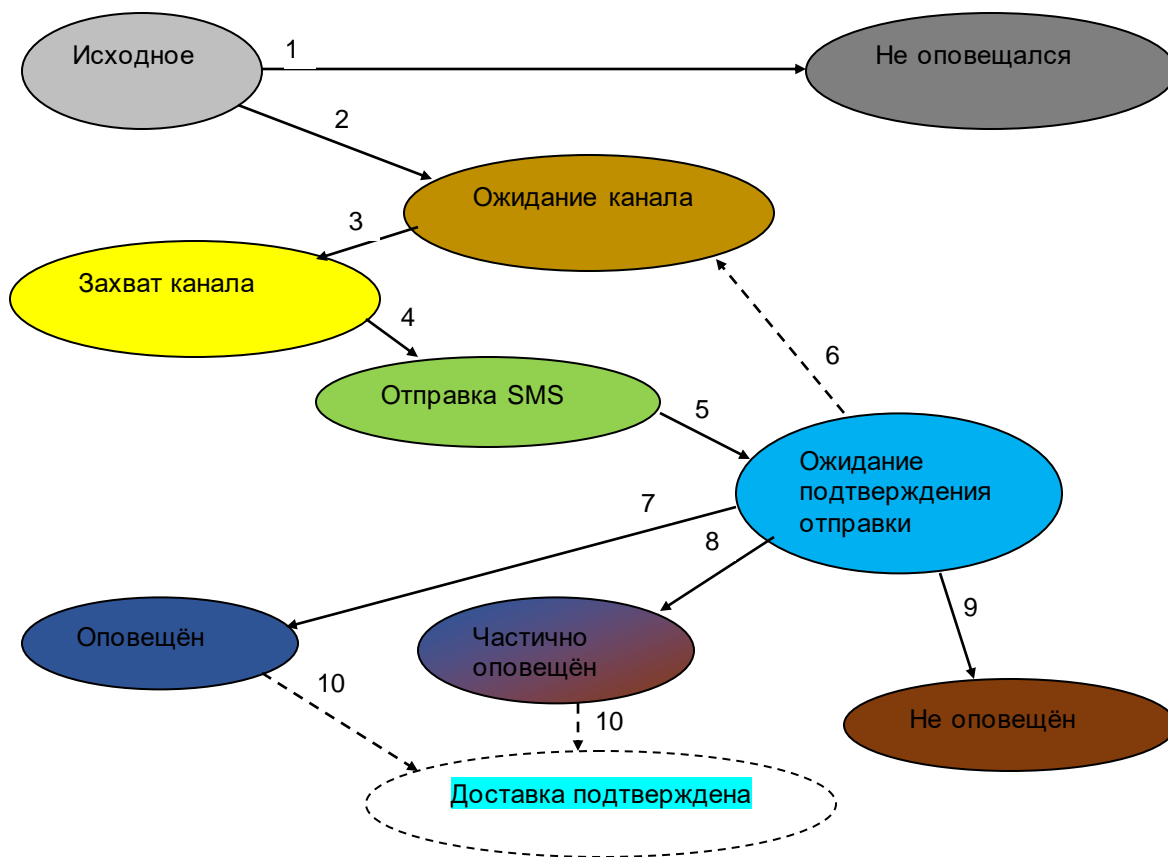 Исходное
1
Не оповещался
2
Ожидание канала
3
Захват канала
4
6
Отправка SMS
5
Ожидание
подтверждения
отправки
7
8
9
Оповещён
Частично
оповещён
10
10
Не оповещён
Доставка подтверждена